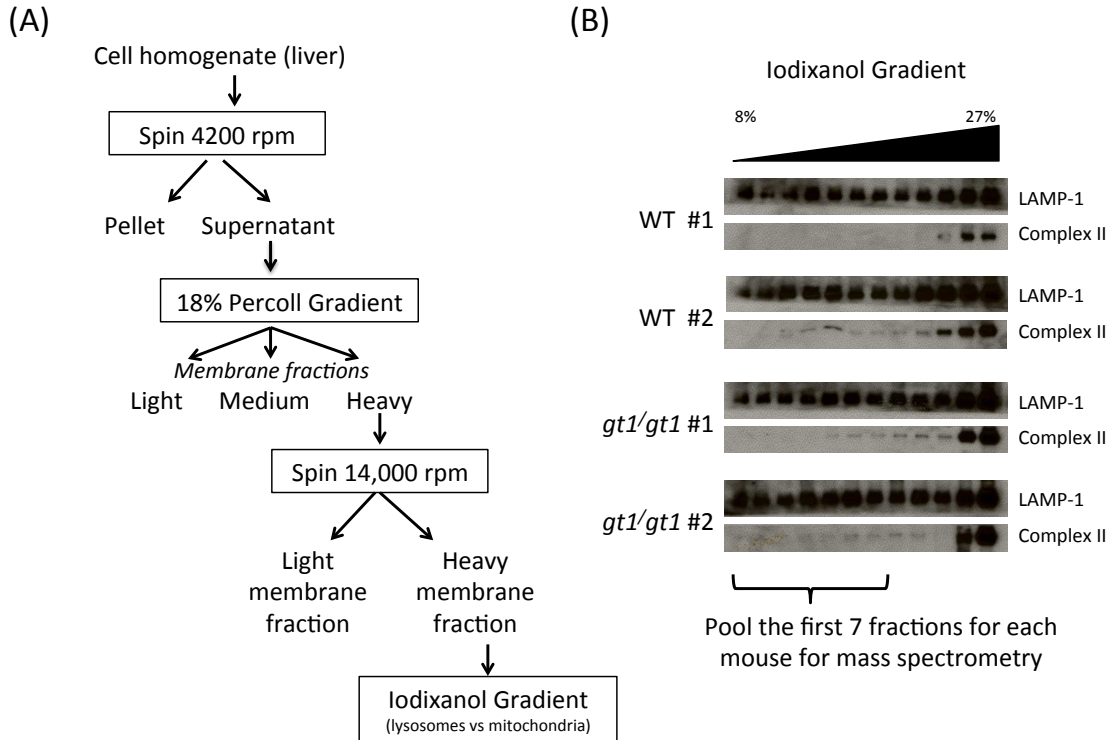 (A)
Cell homogenate (liver)
Spin 4200 rpm
Pellet
Supernatant
18% Percoll Gradient
Membrane fractions
Light
Medium
Heavy
Spin 14,000 rpm
Light
membrane
fraction
Heavy
membrane
fraction
Iodixanol Gradient
(lysosomes vs mitochondria)
(B)
Iodixanol Gradient
8%
27%
WT #1
LAMP-1
Complex II
WT #2
LAMP-1
Complex II
gt1/gt1 #1
LAMP-1
Complex II
gt1/gt1 #2
LAMP-1
Complex II
Pool the first 7 fractions for each
mouse for mass spectrometry